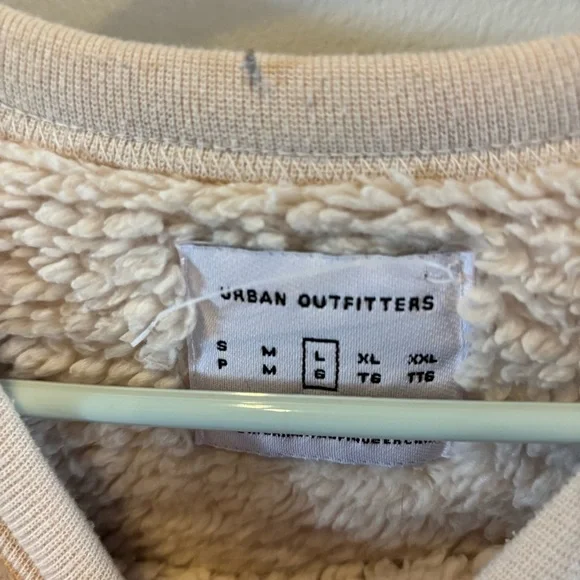 URBAN OUTFITTERS
S M L XL XXL
P M G TG TTG